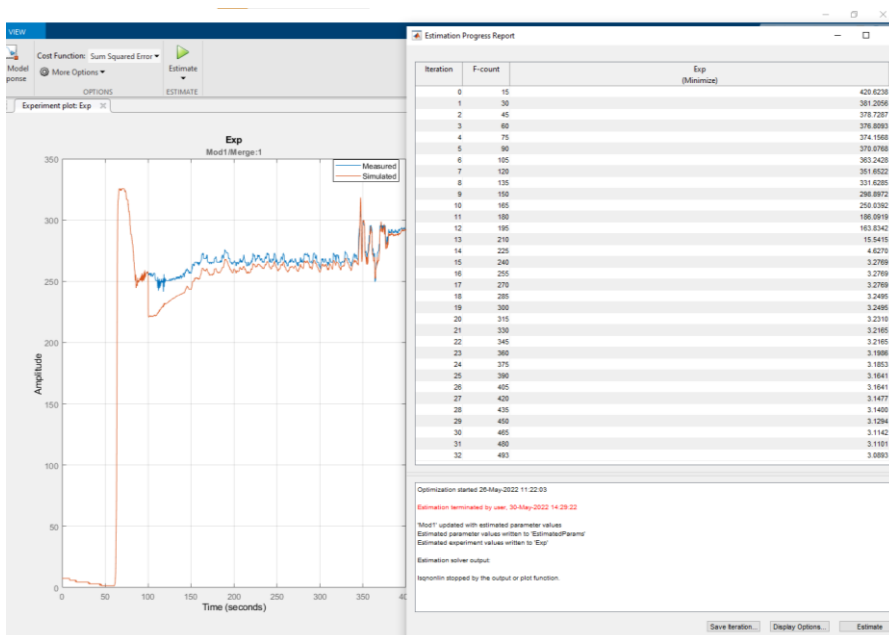 VIEW
Model
ponse
Cost Function: Sum Squared Error
More Options
OPTIONS
Estimate
ESTIMATE
Experiment plot: Exp
Exp
Mod1/Merge:1
Measured
Simulated
350
300
250
200
150
100
50
0
Amplitude
0 50 100 150 200 250 300 350 40
Time (seconds)
Estimation Progress Report
Iteration F-count Exp
(Minimize)
0 15 420.6238
1 30 381.2056
2 45 378.7287
3 60 376.8093
4 75 374.1568
5 90 370.0768
6 105 363.2428
7 120 351.6522
8 135 331.6285
9 150 298.8972
10 165 250.0392
11 180 186.0919
12 195 163.8342
13 210 15.5415
14 225 4.6270
15 240 3.2769
16 255 3.2769
17 270 3.2769
18 285 3.2495
19 300 3.2495
20 315 3.2310
21 330 3.2165
22 345 3.2165
23 360 3.1986
24 375 3.1853
25 390 3.1641
26 405 3.1641
27 420 3.1477
28 435 3.1400
29 450 3.1294
30 465 3.1142
31 480 3.1101
32 493 3.0893
Optimization started 26-May-2022 11:22:03
Estimation terminated by user, 30-May-2022 14:29:22
'Mod1' updated with estimated parameter values
Estimated parameter values written to 'EstimatedParams'
Estimated experiment values written to 'Exp'
Estimation solver output:
lsqnonlin stopped by the output or plot function.
Save Iteration... Display Options... Estimate